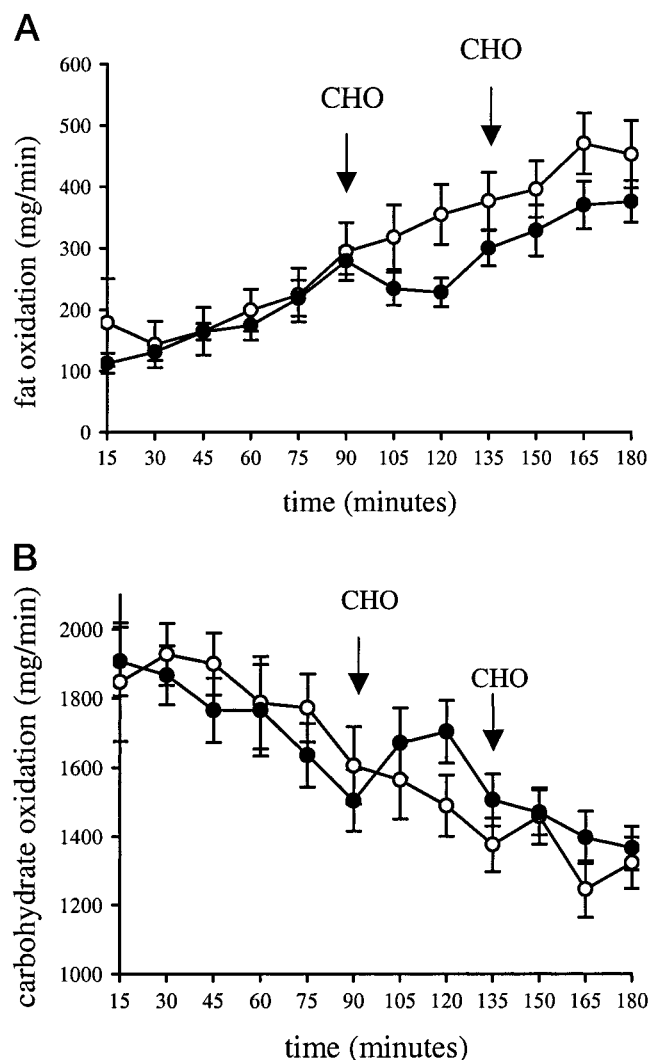 A
CHO
CHO
600
500
400
300
200
100
0
fat oxidation (mg/min)
15 30 45 60 75 90 105 120 135 150 165 180
time (minutes)
B
CHO
CHO
2000
1800
1600
1400
1200
1000
carbohydrate oxidation (mg/min)
15 30 45 60 75 90 105 120 135 150 165 180
time (minutes)